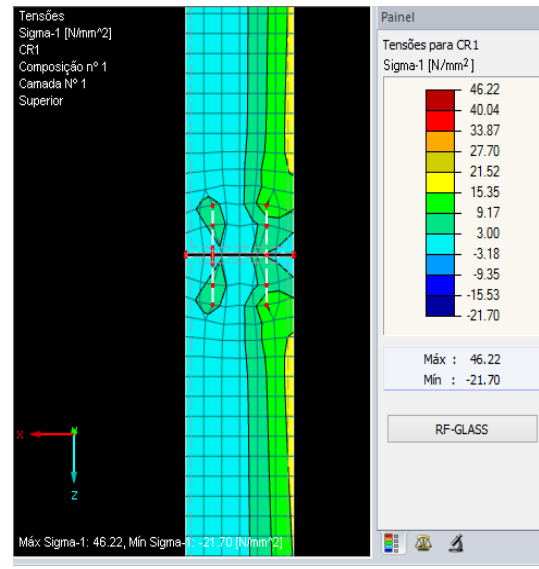 Tensões
Sigma-1 [N/mm^2]
CR1
Composição nº 1
Camada Nº 1
Superior
X
Z
Máx Sigma-1: 46.22, Mín Sigma-1: -21.70 [N/mm^2]
Painel
Tensões para CR1
Sigma-1 [N/mm²]
46.22
40.04
33.87
27.70
21.52
15.35
9.17
3.00
-3.18
-9.35
-15.53
-21.70
Máx : 46.22
Mín : -21.70
RF-GLASS